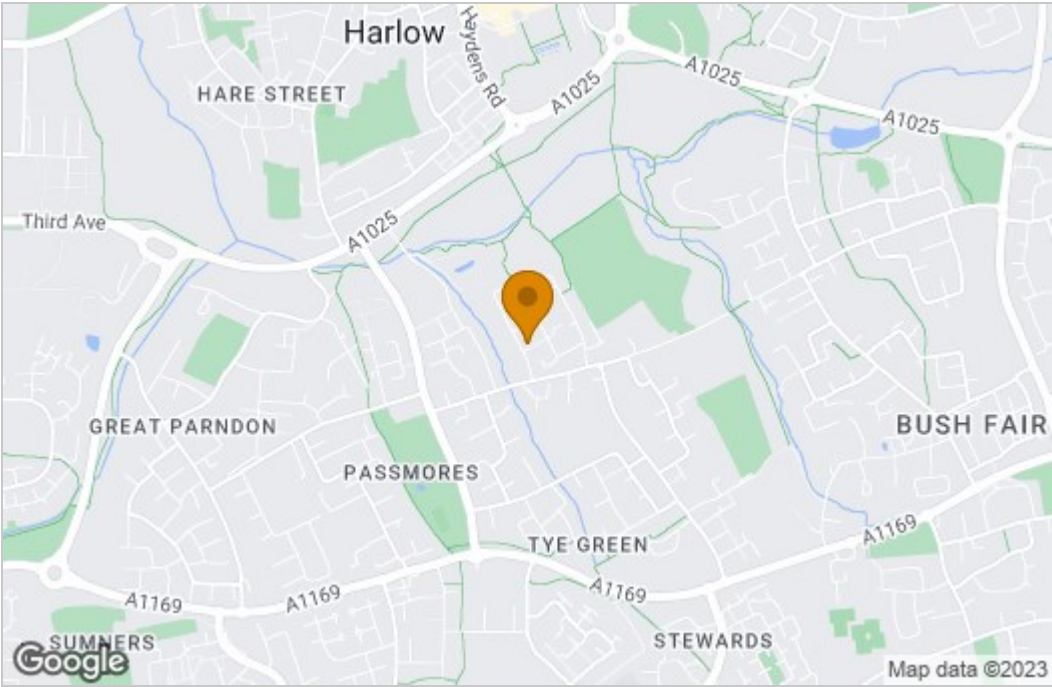 Harlow
Haydens Rd
A1025
A1025
HARE STREET
A1025
Third Ave
A1025
GREAT PARNDON
BUSH FAIR
PASSMORES
A1169
TYE GREEN
A1169
A1169
A1169
SUMNERS
STEWARDS
Google
Map data ©2023